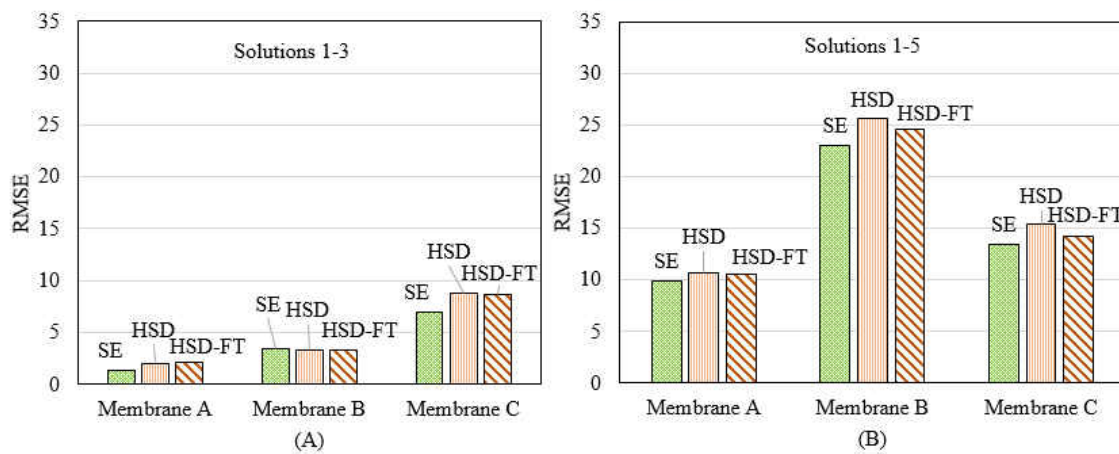 35
30
25
20
15
10
5
0
RMSE
Solutions 1-3
SE
HSD
HSD-FT
SE
HSD
HSD-FT
SE
HSD
HSD-FT
Membrane A
Membrane B
Membrane C
(A)
35
30
25
20
15
10
5
0
RMSE
Solutions 1-5
SE
HSD
HSD-FT
SE
HSD
HSD-FT
SE
HSD
HSD-FT
Membrane A
Membrane B
Membrane C
(B)